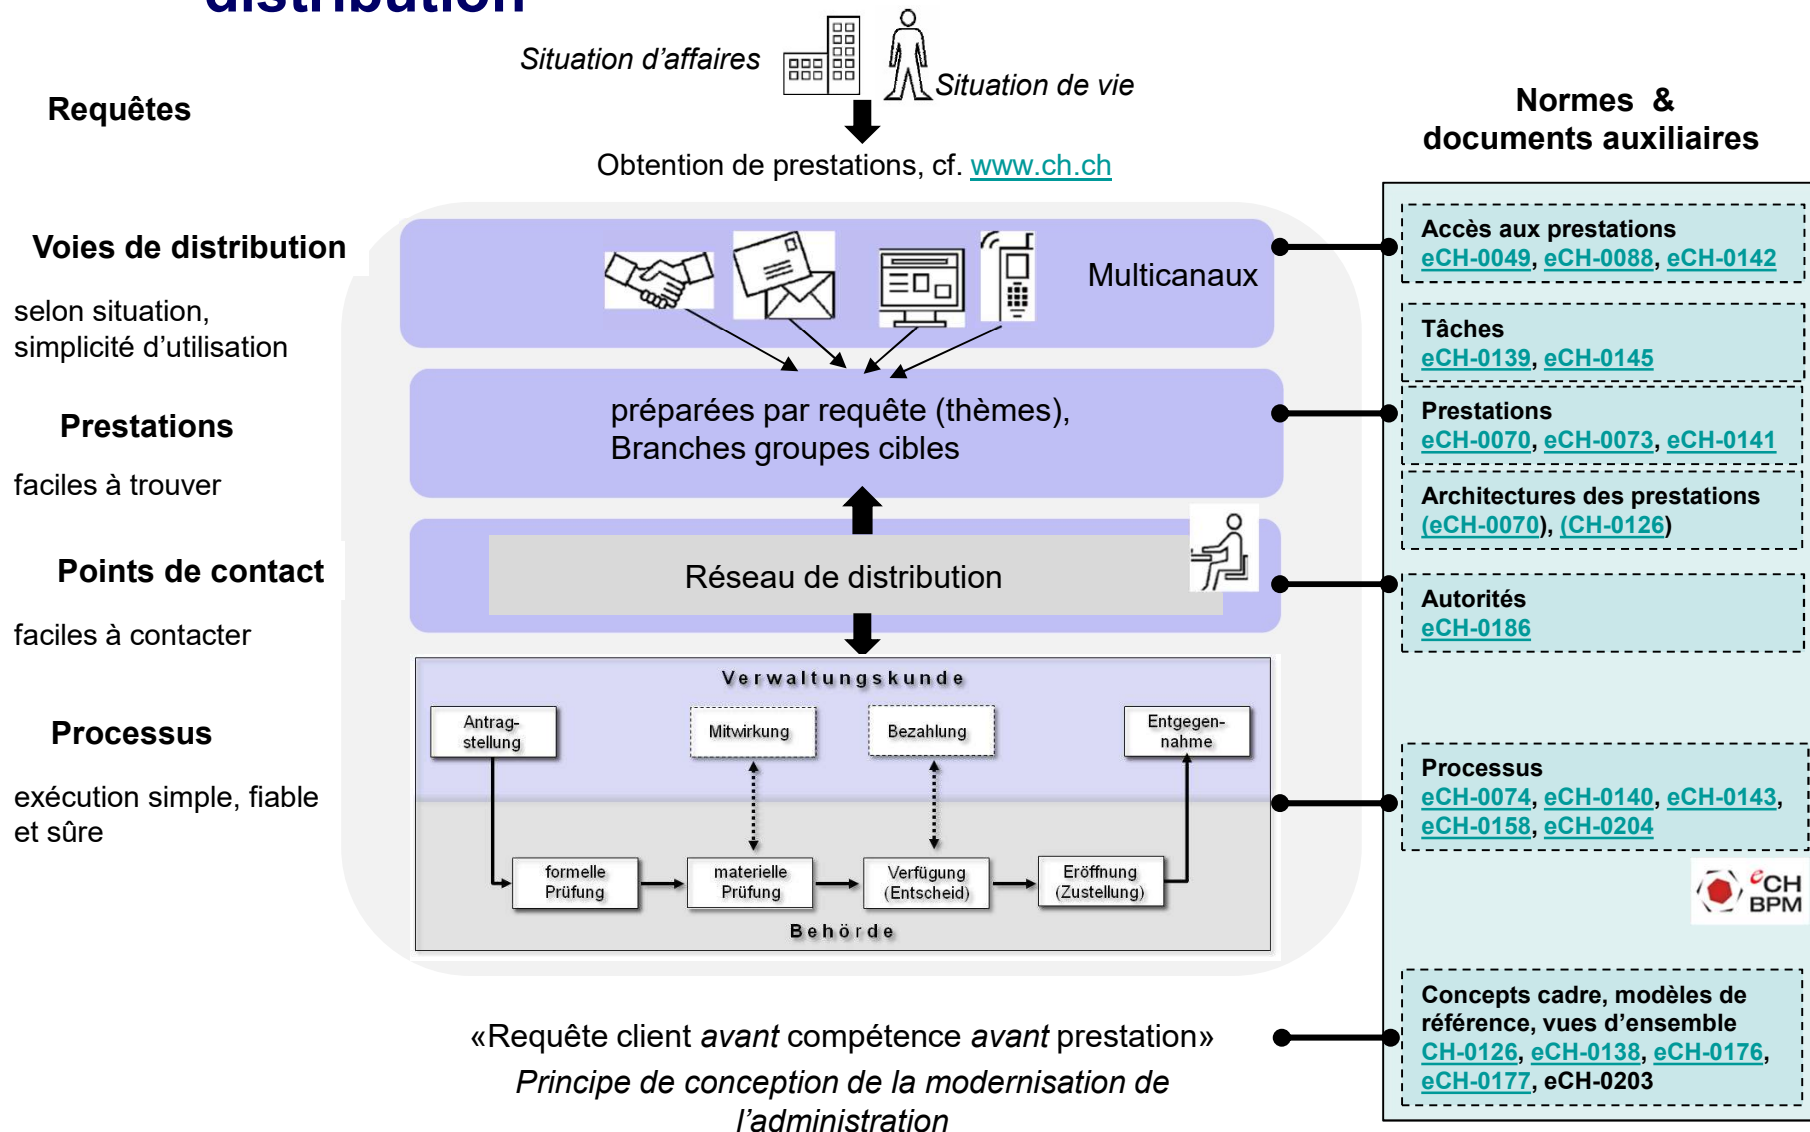 distribution
Situation d'affaires
Situation de vie
Requêtes
Obtention de prestations, cf. www.ch.ch
Voies de distribution
selon situation,
simplicité d'utilisation
Multicanaux
Prestations
faciles à trouver
préparées par requête (thèmes),
Branches groupes cibles
Points de contact
faciles à contacter
Réseau de distribution
Processus
exécution simple, fiable
et sûre
Verwaltungskunde
Antrag-
stellung
Mitwirkung
Bezahlung
Entgegen-
nahme
formelle
Prüfung
materielle
Prüfung
Verfügung
(Entscheid)
Eröffnung
(Zustellung)
Behörde
«Requête client avant compétence avant prestation»
Principe de conception de la modernisation de
l'administration
Normes &
documents auxiliaires
Accès aux prestations
eCH-0049, eCH-0088, eCH-0142
Tâches
eCH-0139, eCH-0145
Prestations
eCH-0070, eCH-0073, eCH-0141
Architectures des prestations
(eCH-0070), (CH-0126)
Autorités
eCH-0186
Processus
eCH-0074, eCH-0140, eCH-0143,
eCH-0158, eCH-0204
eCH
BPM
Concepts cadre, modèles de
référence, vues d'ensemble
CH-0126, eCH-0138, eCH-0176,
eCH-0177, eCH-0203